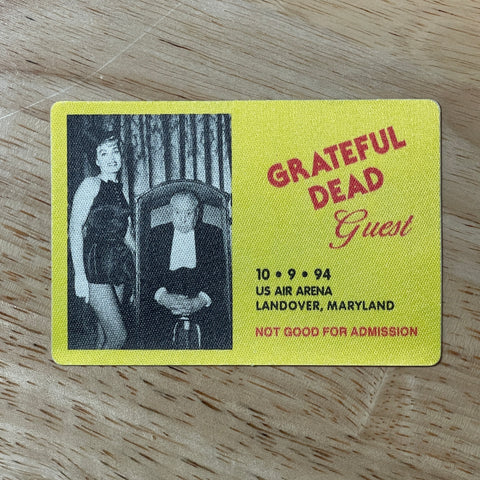 GRATEFUL
DEAD
Guest
10 • 9 • 94
US AIR ARENA
LANDOVER, MARYLAND
NOT GOOD FOR ADMISSION